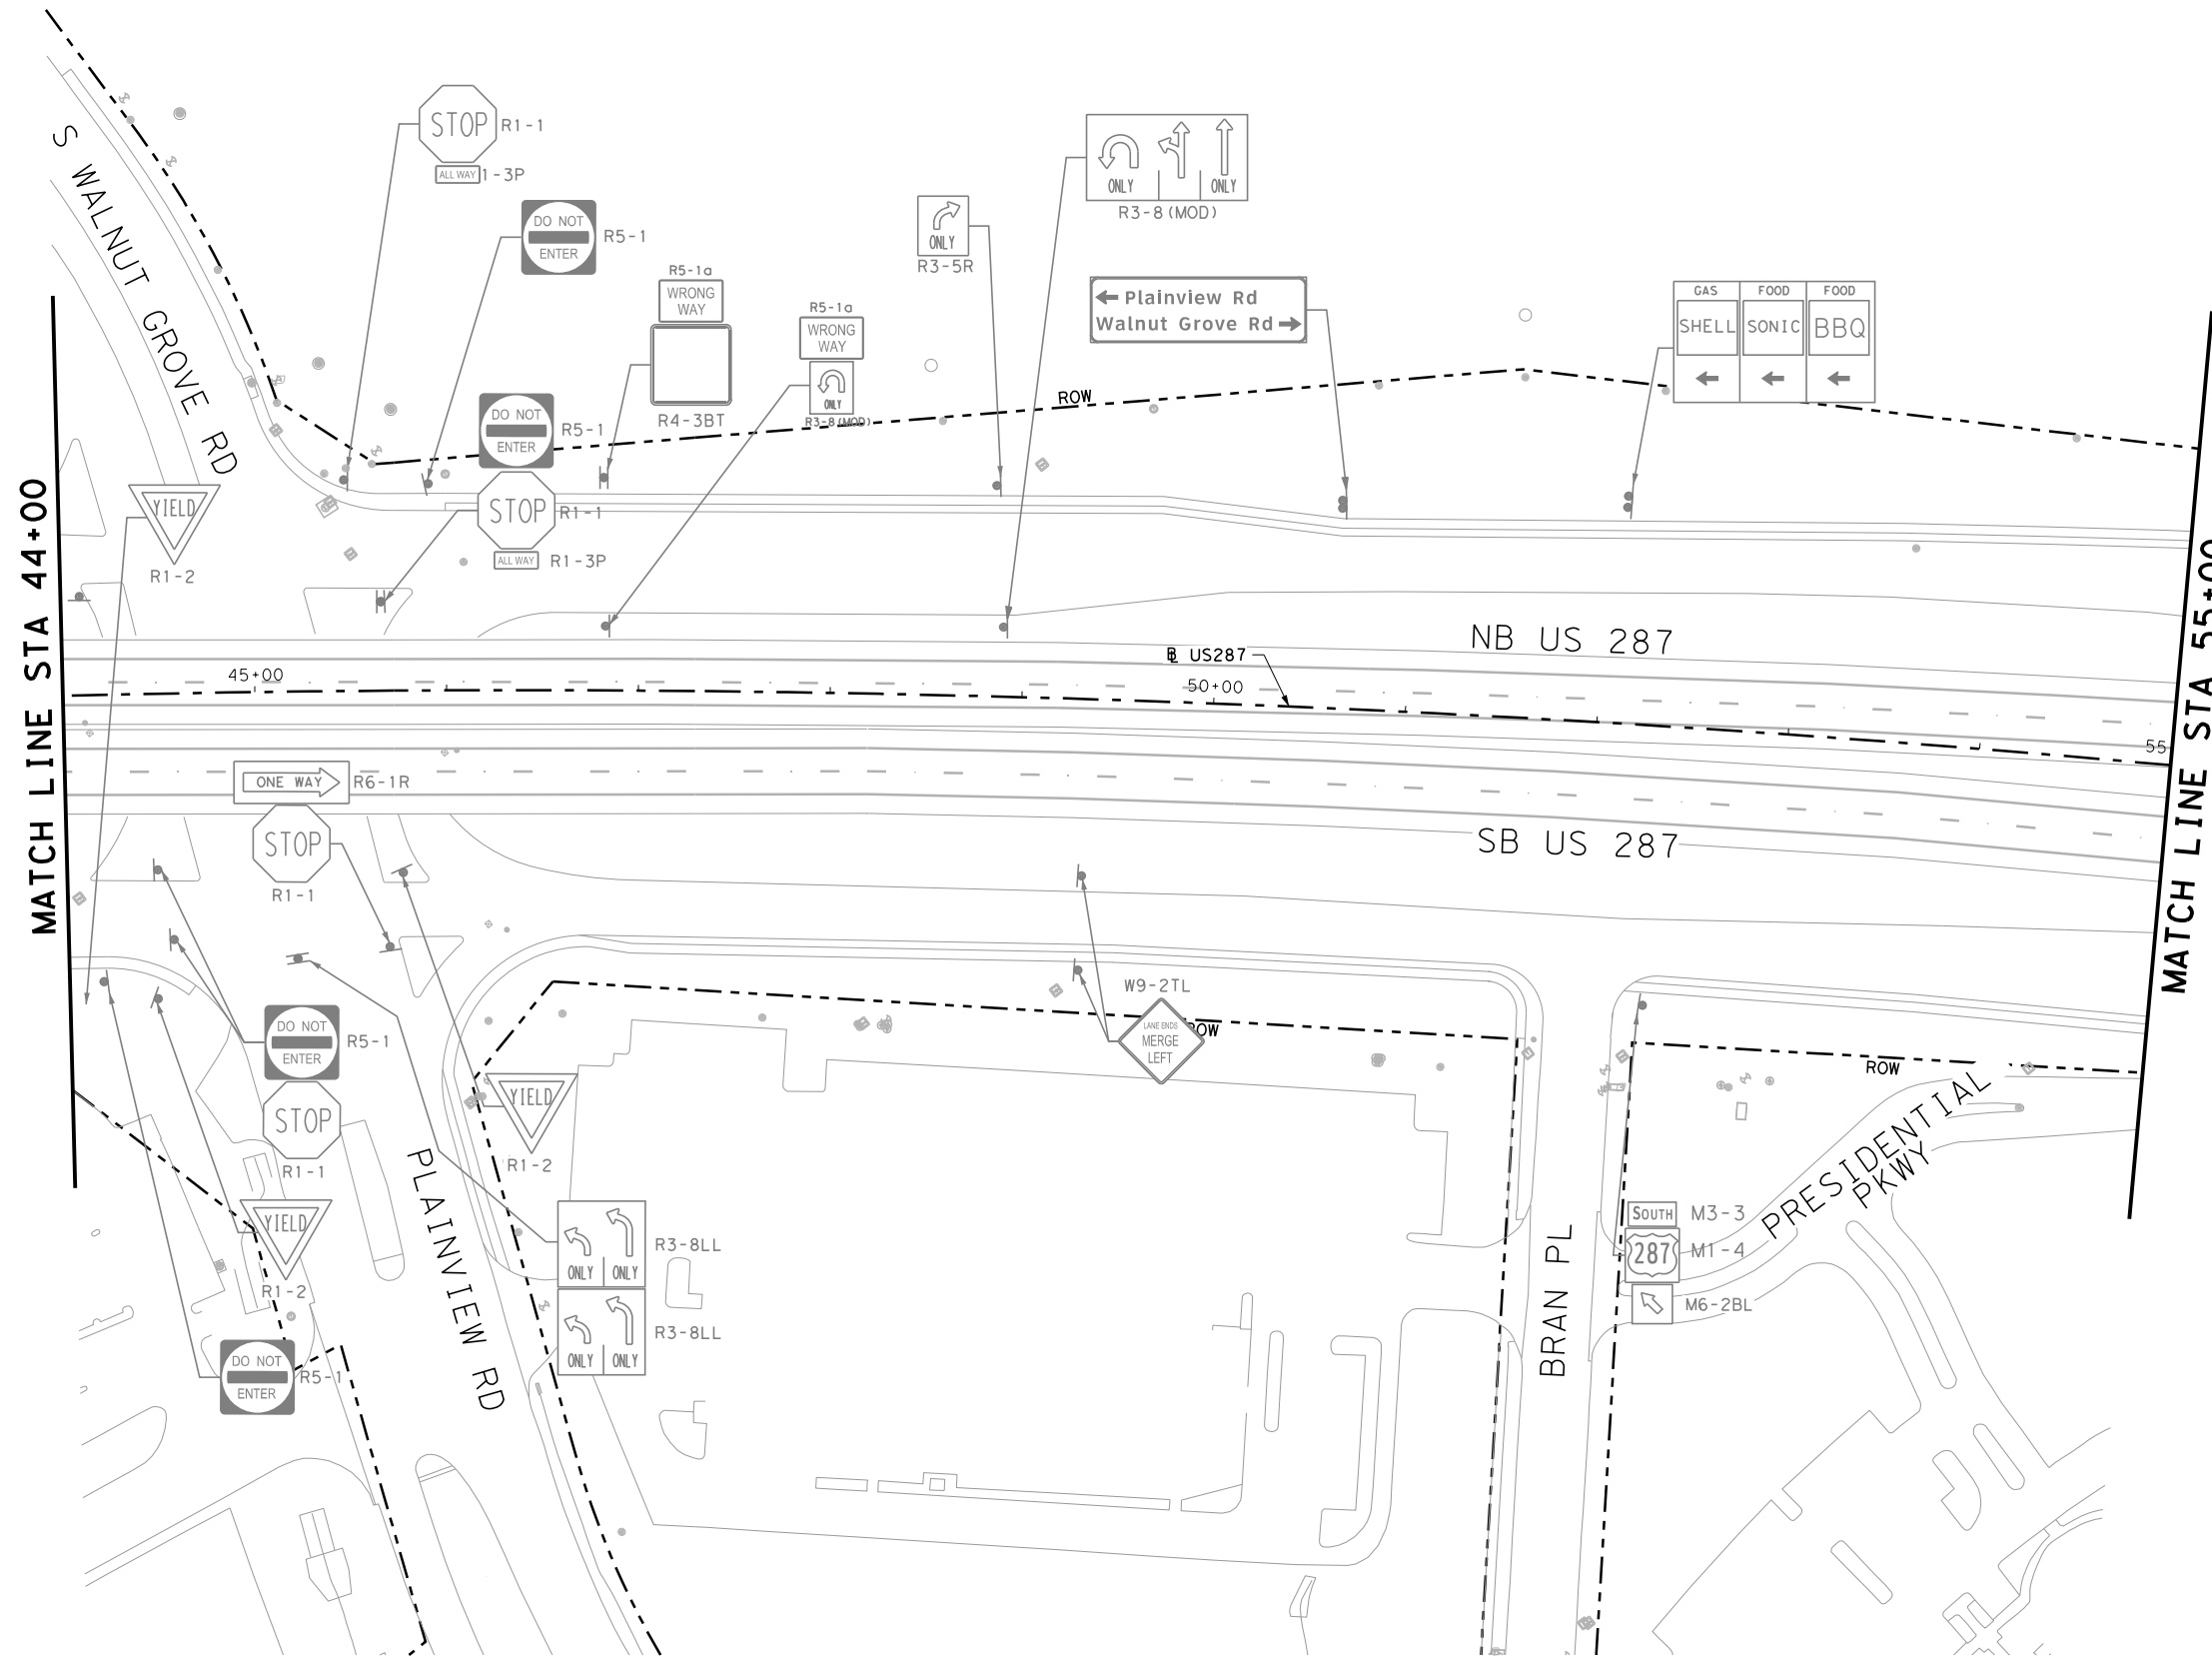 S WALNUT GROVE RD
STOP
R1-1
ALL WAY
1-3P
DO NOT
ENTER
R5-1
R5-1a
WRONG
WAY
R4-3BT
R5-1a
WRONG
WAY
ONLY
R3-8(MOD)
ONLY
R3-5R
ONLY
ONLY
R3-8(MOD)
Plainview Rd
Walnut Grove Rd
GAS
FOOD
FOOD
SHELL
SONIC
BBQ
ROW
DO NOT
ENTER
R5-1
STOP
R1-1
ALL WAY
R1-3P
YIELD
R1-2
MATCH LINE STA 44+00
MATCH LINE STA 55+00
NB US 287
BL US287
45+00
50+00
55
ONE WAY
R6-1R
STOP
R1-1
SB US 287
W9-2TL
LANE ENDS
MERGE
LEFT
ROW
ROW
DO NOT
ENTER
R5-1
STOP
R1-1
YIELD
R1-2
YIELD
R1-2
DO NOT
ENTER
R5-1
PLAINVIEW RD
ONLY
ONLY
R3-8LL
ONLY
ONLY
R3-8LL
BRAN PL
PRESIDENTIAL
PKWY
SOUTH
M3-3
287
M1-4
M6-2BL